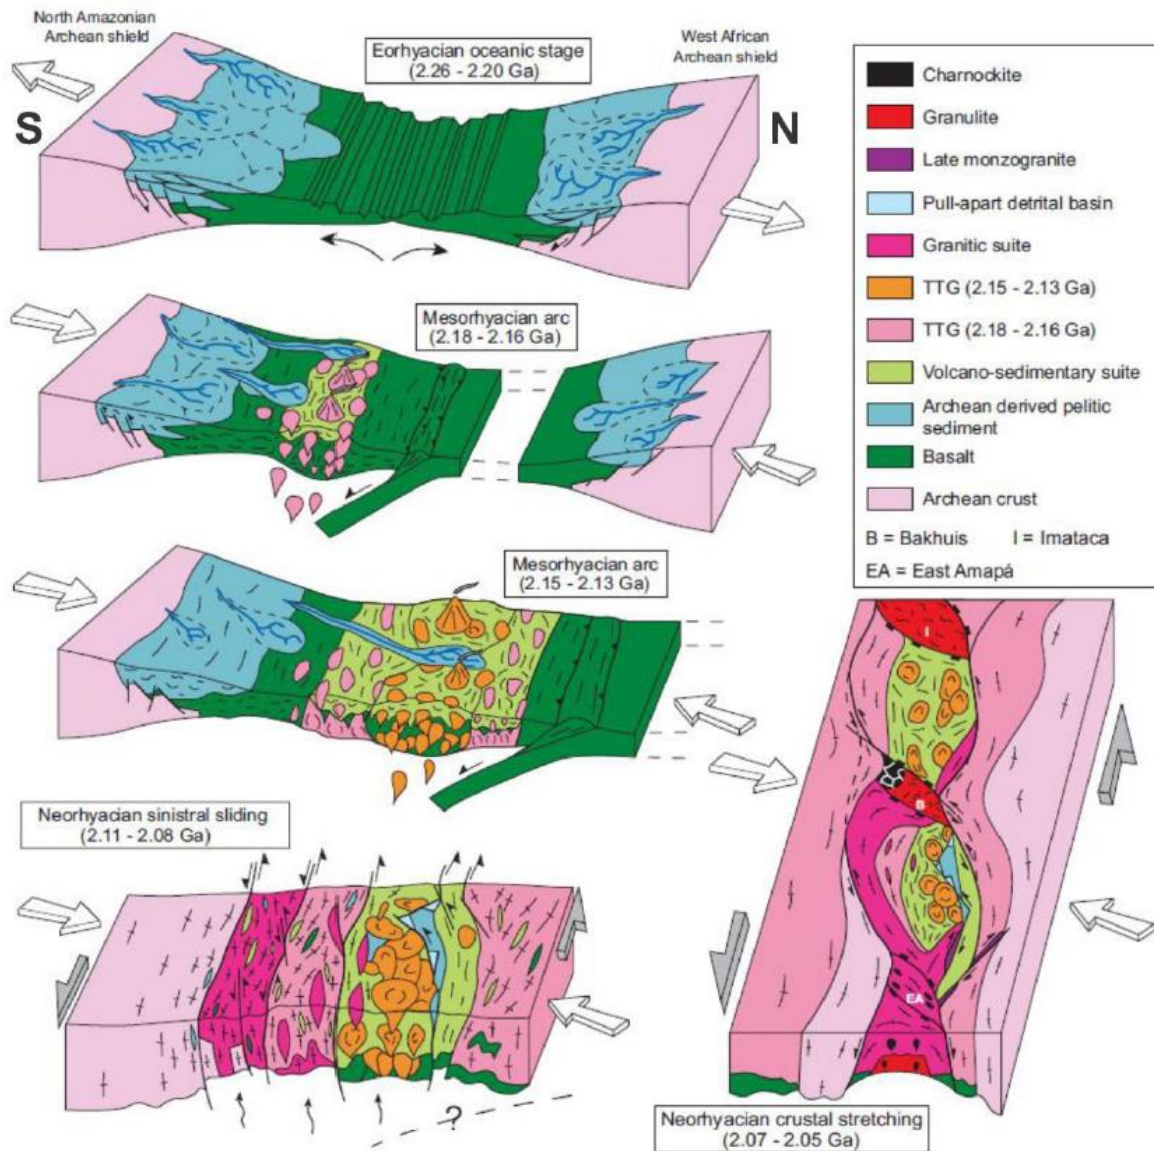 North Amazonian
Archean shield
Eorhyacian oceanic stage
(2.26 - 2.20 Ga)
West African
Archean shield
S
N
Mesorhyacian arc
(2.18 - 2.16 Ga)
Mesorhyacian arc
(2.15 - 2.13 Ga)
Neorhyacian sinistral sliding
(2.11 - 2.08 Ga)
?
Charnockite
Granulite
Late monzogranite
Pull-apart detrital basin
Granitic suite
TTG (2.15 - 2.13 Ga)
TTG (2.18 - 2.16 Ga)
Volcano-sedimentary suite
Archean derived pelitic
sediment
Basalt
Archean crust
B = Bakhuis I = Imataca
EA = East Amapá
I
B
EA
Neorhyacian crustal stretching
(2.07 - 2.05 Ga)